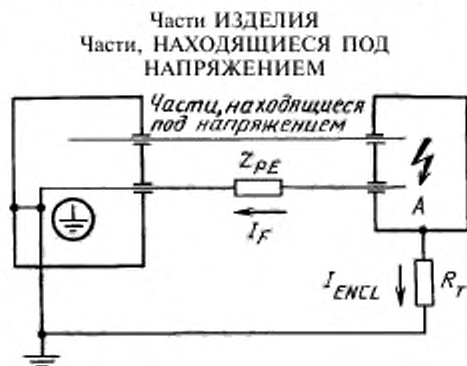 Части ИЗДЕЛИЯ
Части, НАХОДЯЩИЕСЯ ПОД
НАПРЯЖЕНИЕМ
Части, находящиеся
под напряжением
Z_PE
I_F
A
I_ENCL
R_T